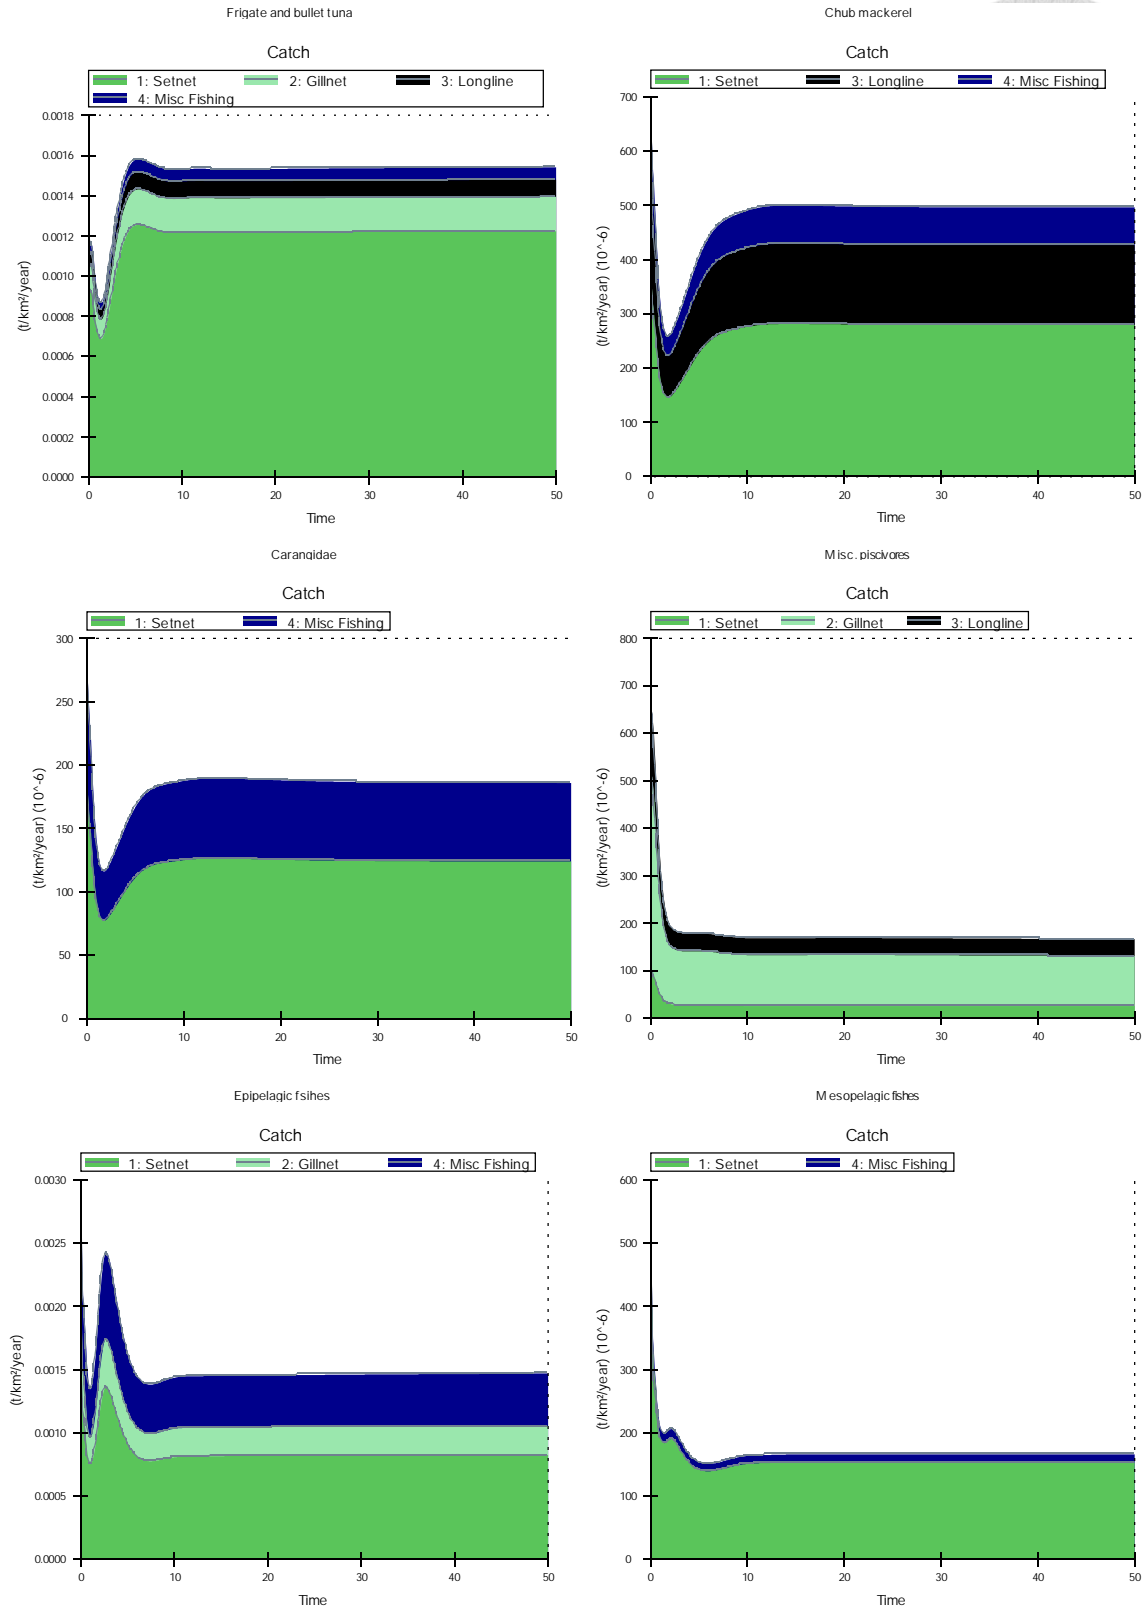 Frigate and bullet tuna
Catch
1: Setnet 2: Gillnet 3: Longline
4: Misc Fishing
0.0018
0.0016
0.0014
0.0012
0.0010
0.0008
0.0006
0.0004
0.0002
0.0000
(t/km²/year)
0 10 20 30 40 50
Time
Chub mackerel
Catch
1: Setnet 3: Longline 4: Misc Fishing
700
600
500
400
300
200
100
0
(t/km²/year) (10^-6)
0 10 20 30 40 50
Time
Carangidae
Catch
1: Setnet 4: Misc Fishing
300
250
200
150
100
50
0
(t/km²/year) (10^-6)
0 10 20 30 40 50
Time
Misc. piscivores
Catch
1: Setnet 2: Gillnet 3: Longline
800
700
600
500
400
300
200
100
0
(t/km²/year) (10^-6)
0 10 20 30 40 50
Time
Epipelagic fsihes
Catch
1: Setnet 2: Gillnet 4: Misc Fishing
0.0030
0.0025
0.0020
0.0015
0.0010
0.0005
0.0000
(t/km²/year)
0 10 20 30 40 50
Time
Mesopelagic fishes
Catch
1: Setnet 4: Misc Fishing
600
500
400
300
200
100
0
(t/km²/year) (10^-6)
0 10 20 30 40 50
Time